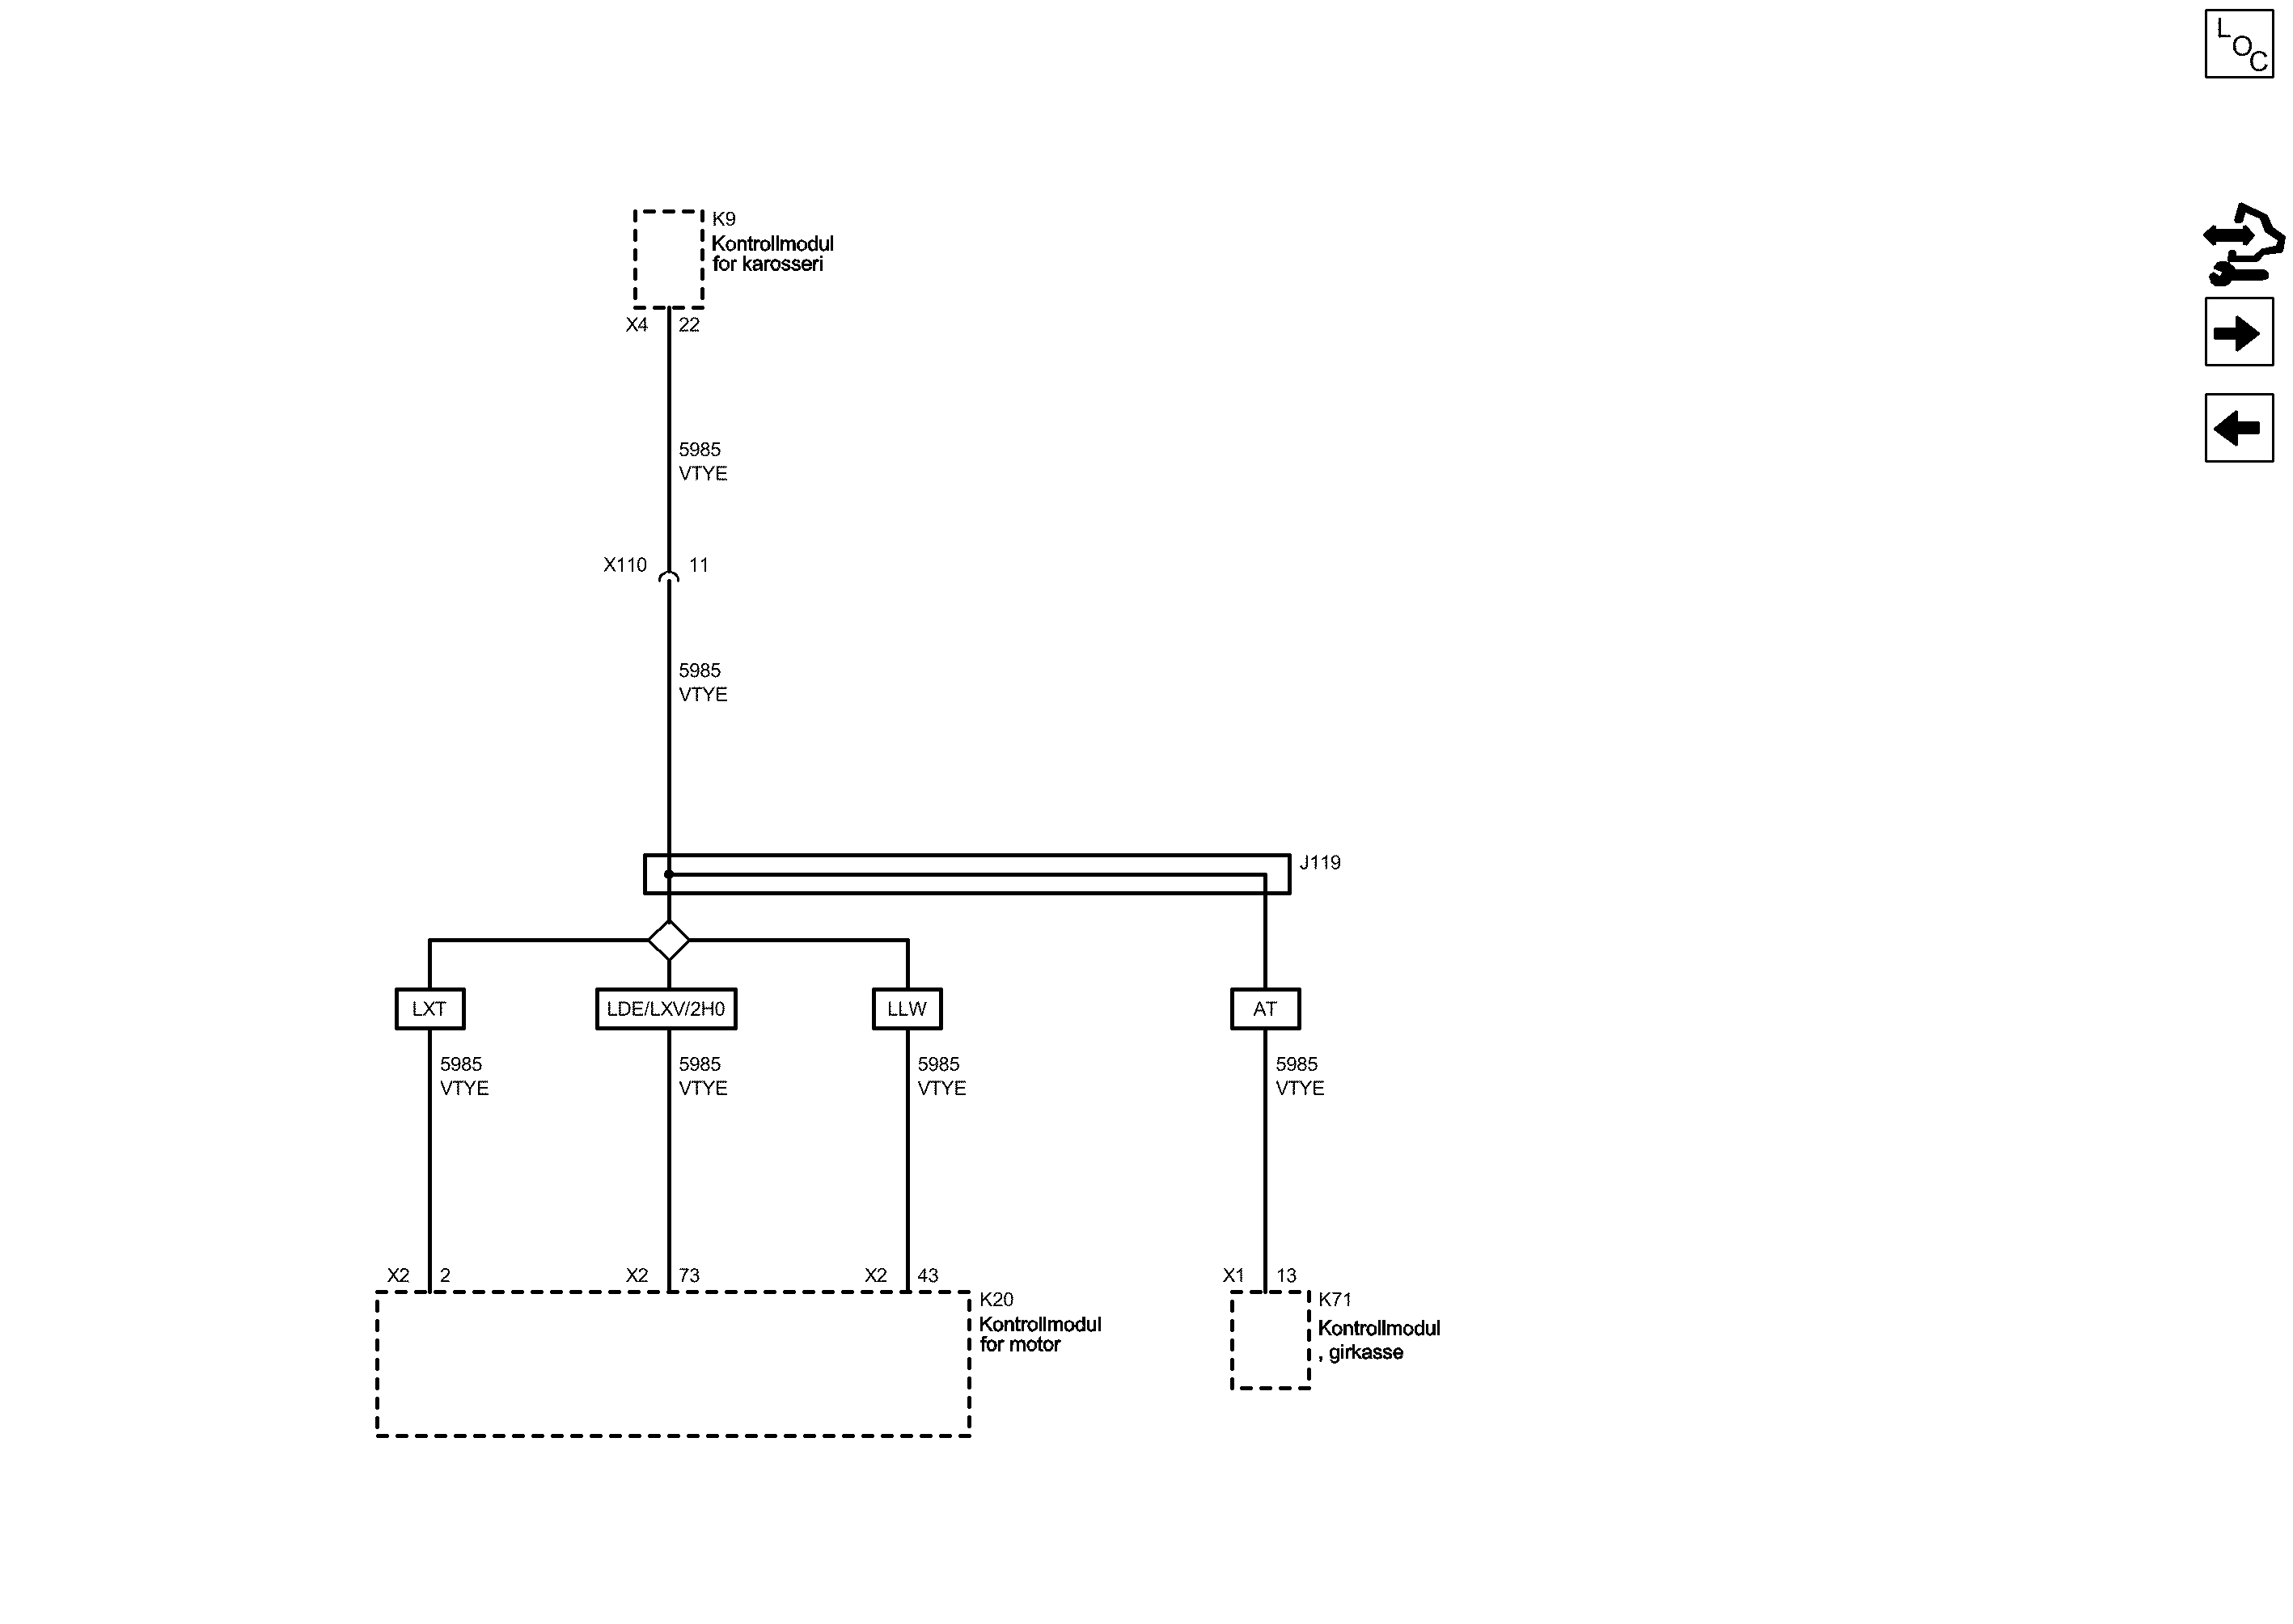 LOC
K9
Kontrollmodul
for karosseri
X4 22
5985
VTYE
X110 11
5985
VTYE
J119
LXT LDE/LXV/2H0 LLW AT
5985 5985 5985 5985
VTYE VTYE VTYE VTYE
X2 2 X2 73 X2 43 X1 13
K20
Kontrollmodul
for motor
K71
Kontrollmodul
, girkasse